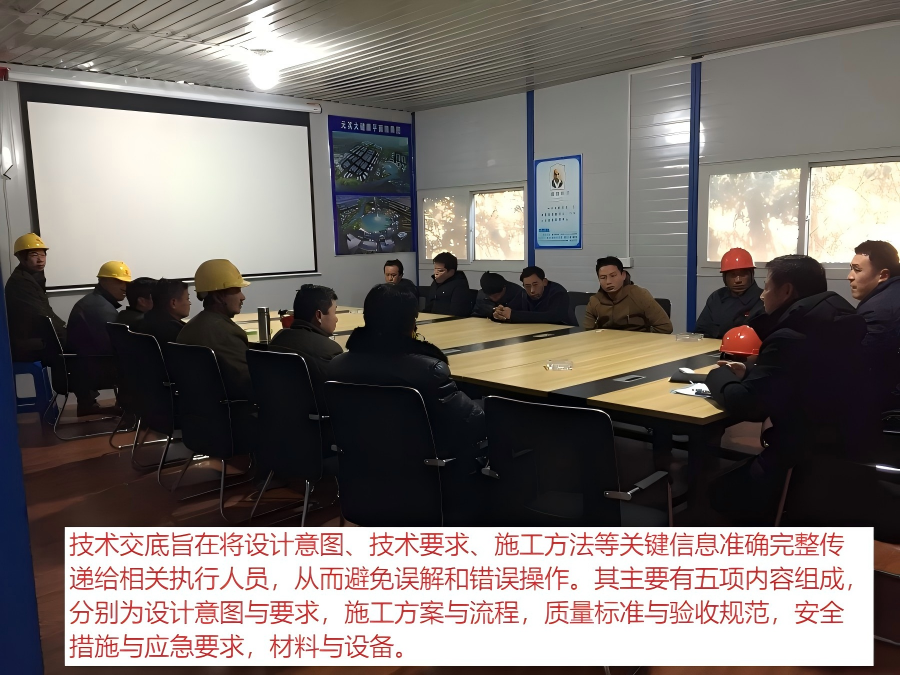 技术交底旨在将设计意图、技术要求、施工方法等关键信息准确完整传
递给相关执行人员，从而避免误解和错误操作。其主要有五项内容组成，
分别为设计意图与要求，施工方案与流程，质量标准与验收规范，安全
措施与应急要求，材料与设备。